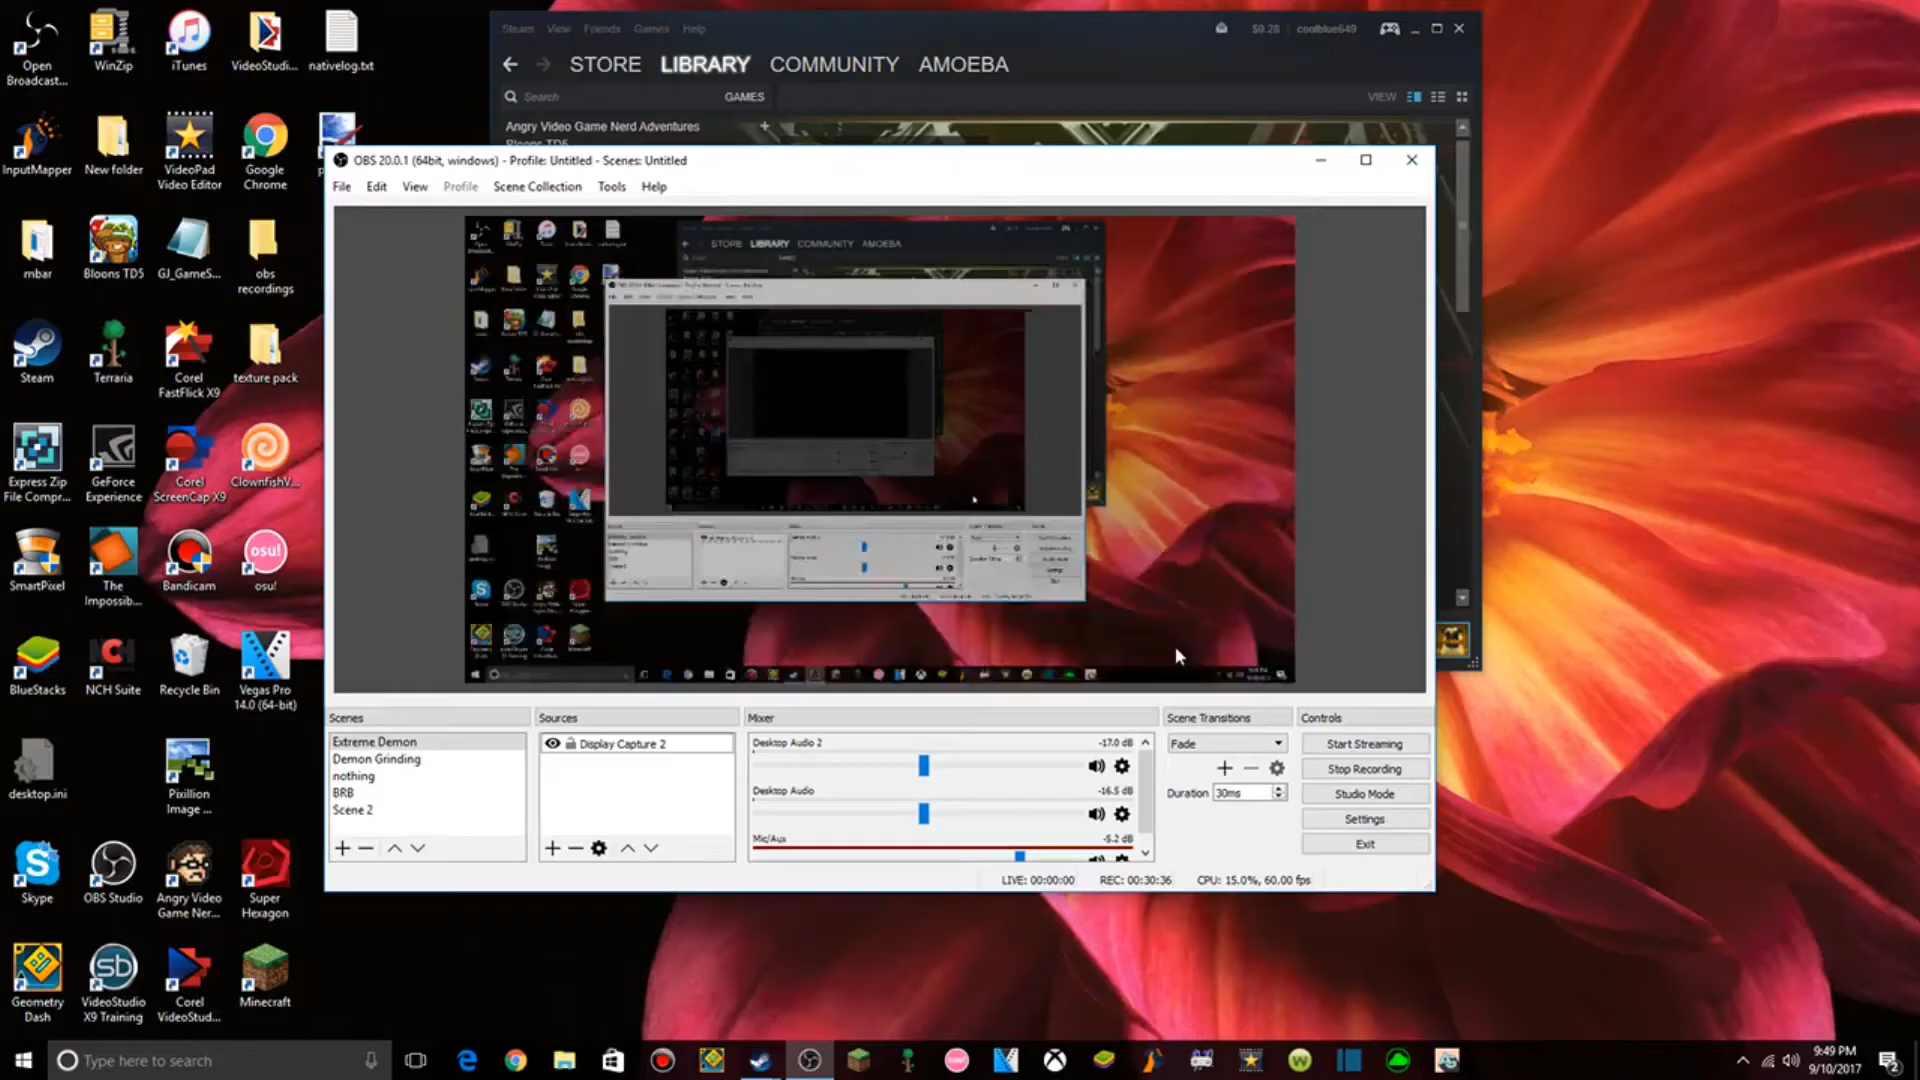 Open Broadcast...
WinZip
iTunes
VideoStudi...
nativelog.txt
InputMapper
New folder
VideoPad Video Editor
Google Chrome
mbar
Bloons TD5
GJ_GameS...
obs recordings
Steam
Terraria
Corel FastFlick X9
texture pack
Express Zip File Compr...
GeForce Experience
Corel ScreenCap X9
ClownfishV...
SmartPixel
The Impossib...
Bandicam
osu!
osu!
BlueStacks
NCH Suite
Recycle Bin
Vegas Pro 14.0 (64-bit)
desktop.ini
Pixillion Image ...
Skype
OBS Studio
Angry Video Game Ner...
Super Hexagon
Geometry Dash
VideoStudio X9 Training
Corel VideoStud...
Minecraft
Steam View Friends Games Help
$0.28 coolblue649
STORE LIBRARY COMMUNITY AMOEBA
Search GAMES VIEW
Angry Video Game Nerd Adventures
Bloons TD5
OBS 20.0.1 (64bit, windows) - Profile: Untitled - Scenes: Untitled
File Edit View Profile Scene Collection Tools Help
STORE LIBRARY COMMUNITY AMOEBA
Scenes
Extreme Demon
Demon Grinding
nothing
BRB
Scene 2
Sources
Display Capture 2
Mixer
Desktop Audio 2 -17.0 dB
Desktop Audio -16.5 dB
Mic/Aux -5.2 dB
Scene Transitions
Fade
Duration 30ms
Controls
Start Streaming
Stop Recording
Studio Mode
Settings
Exit
LIVE: 00:00:00 REC: 00:30:36 CPU: 15.0%, 60.00 fps
Type here to search
9:49 PM
9/10/2017
2